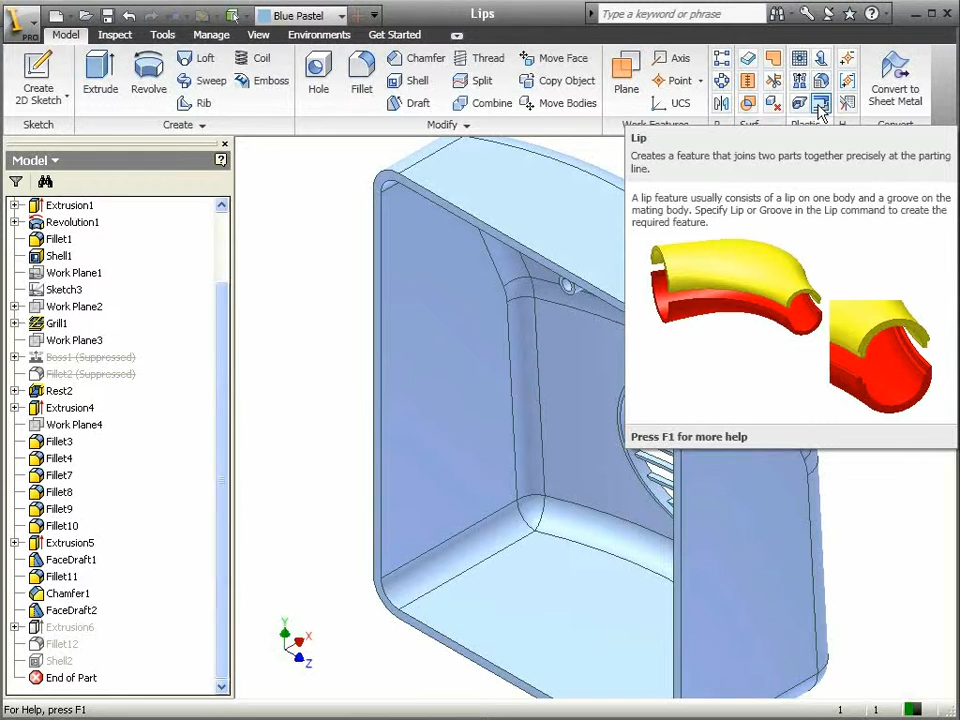 Blue Pastel
Lips
Type a keyword or phrase
PRO
Model Inspect Tools Manage View Environments Get Started
Create
2D Sketch
Extrude
Revolve
Loft
Sweep
Rib
Coil
Emboss
Hole
Fillet
Chamfer
Shell
Draft
Thread
Split
Combine
Move Face
Copy Object
Move Bodies
Plane
Axis
Point
UCS
Convert to
Sheet Metal
Sketch
Create
Modify
Work Features
P...
Surf...
Plastic
H...
Convert
Model
Extrusion1
Revolution1
Fillet1
Shell1
Work Plane1
Sketch3
Work Plane2
Grill1
Work Plane3
Boss1 (Suppressed)
Fillet2 (Suppressed)
Rest2
Extrusion4
Work Plane4
Fillet3
Fillet4
Fillet7
Fillet8
Fillet9
Fillet10
Extrusion5
FaceDraft1
Fillet11
Chamfer1
FaceDraft2
Extrusion6
Fillet12
Shell2
End of Part
Lip
Creates a feature that joins two parts together precisely at the parting
line.
A lip feature usually consists of a lip on one body and a groove on the
mating body. Specify Lip or Groove in the Lip command to create the
required feature.
Press F1 for more help
Y
X
Z
For Help, press F1
1 1